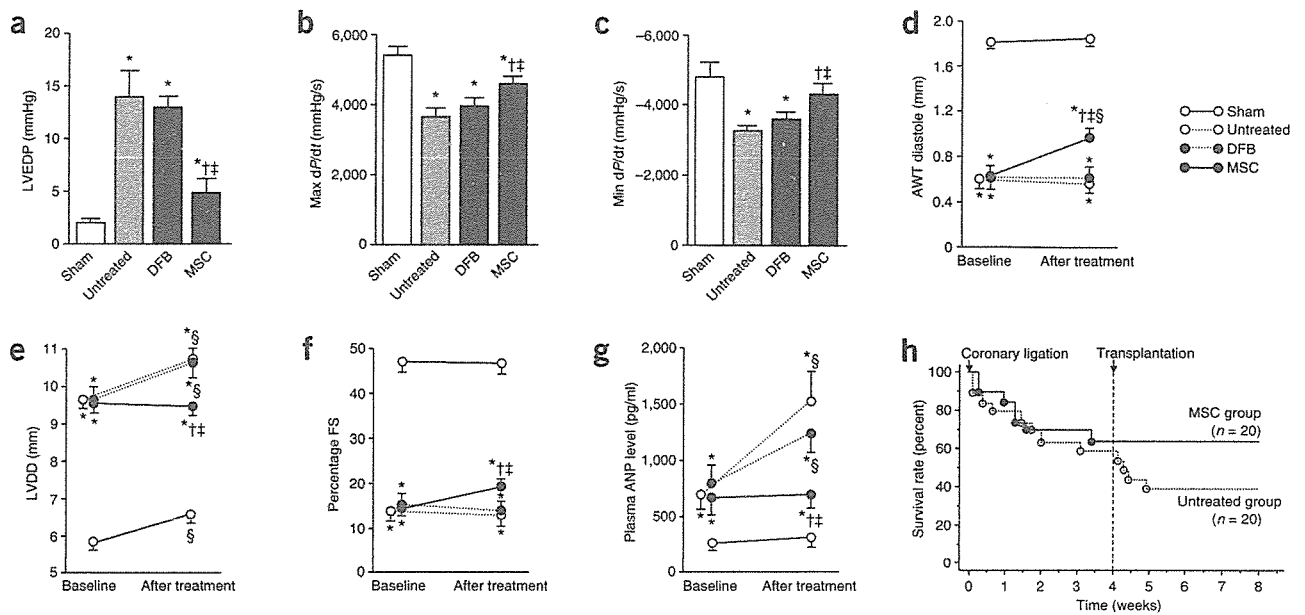 a
LVEDP (mmHg)
20
15
10
5
0
*
*
*†‡
Sham
Untreated
DFB
MSC
b
Max dP/dt (mmHg/s)
6,000
4,000
2,000
0
*
*
*†‡
Sham
Untreated
DFB
MSC
c
Min dP/dt (mmHg/s)
–6,000
–4,000
–2,000
0
*
*
†‡
Sham
Untreated
DFB
MSC
d
AWT diastole (mm)
2.0
1.6
1.2
0.8
0.4
0
*†‡§
*
*
* *
*
Baseline
After treatment
Sham
Untreated
DFB
MSC
e
LVDD (mm)
11
10
9
8
7
6
5
*§
*
*§
* *
*†‡
§
Baseline
After treatment
f
Percentage FS
50
40
30
20
10
0
*†‡
*
*
* *
*
Baseline
After treatment
g
Plasma ANP level (pg/ml)
2,000
1,500
1,000
500
0
*§
*
*§
* *
*†‡
Baseline
After treatment
h
Coronary ligation
Transplantation
Survival rate (percent)
100
80
60
40
20
0
MSC group
(n = 20)
Untreated group
(n = 20)
0 1 2 3 4 5 6 7 8
Time (weeks)